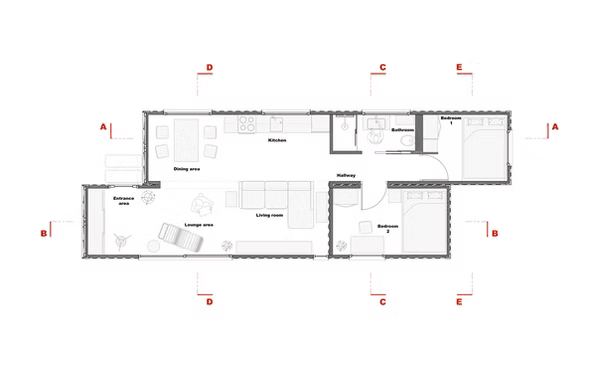 D
C
E
A
A
Bedroom
1
Bathroom
Kitchen
Dining area
Hallway
Entrance
area
Living room
Lounge area
Bedroom
2
B
B
D
C
E